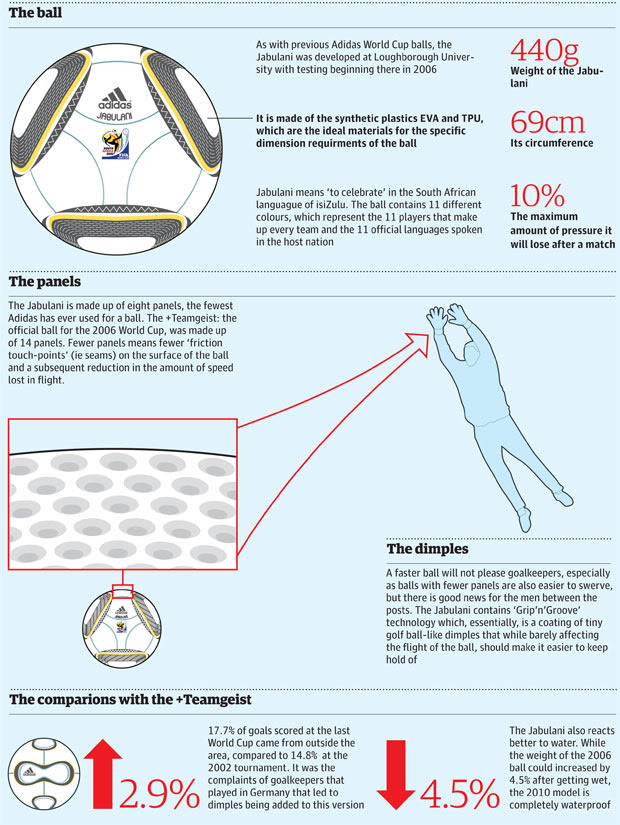 The ball
As with previous Adidas World Cup balls, the
Jabulani was developed at Loughborough Univer-
sity with testing beginning there in 2006
It is made of the synthetic plastics EVA and TPU,
which are the ideal materials for the specific
dimension requirments of the ball
Jabulani means ‘to celebrate’ in the South African
langauge of isiZulu. The ball contains 11 different
colours, which represent the 11 players that make
up every team and the 11 official languages spoken
in the host nation
440g
Weight of the Jabu-
lani
69cm
Its circumference
10%
The maximum
amount of pressure it
will lose after a match
adidas
JABULANI
The panels
The Jabulani is made up of eight panels, the fewest
Adidas has ever used for a ball. The +Teamgeist: the
official ball for the 2006 World Cup, was made up
of 14 panels. Fewer panels means fewer ‘friction
touch-points’ (ie seams) on the surface of the ball
and a subsequent reduction in the amount of speed
lost in flight.
The dimples
A faster ball will not please goalkeepers, especially
as balls with fewer panels are also easier to swerve,
but there is good news for the men between the
posts. The Jabulani contains ‘Grip’n’Groove’
technology which, essentially, is a coating of tiny
golf ball-like dimples that while barely affecting
the flight of the ball, should make it easier to keep
hold of
adidas
The comparions with the +Teamgeist
adidas
2.9%
17.7% of goals scored at the last
World Cup came from outside the
area, compared to 14.8% at the
2002 tournament. It was the
complaints of goalkeepers that
played in Germany that led to
dimples being added to this version
4.5%
The Jabulani also reacts
better to water. While
the weight of the 2006
ball could increased by
4.5% after getting wet,
the 2010 model is
completely waterproof